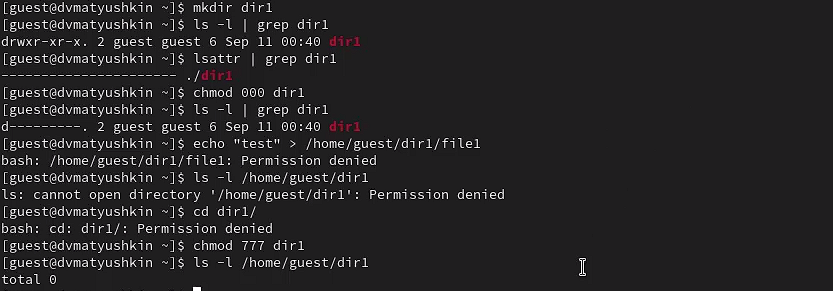 [guest@dvmatyushkin ~]$ mkdir dir1
[guest@dvmatyushkin ~]$ ls -l | grep dir1
drwxr-xr-x. 2 guest guest 6 Sep 11 00:40 dir1
[guest@dvmatyushkin ~]$ lsattr | grep dir1
---------------------- ./dir1
[guest@dvmatyushkin ~]$ chmod 000 dir1
[guest@dvmatyushkin ~]$ ls -l | grep dir1
d---------. 2 guest guest 6 Sep 11 00:40 dir1
[guest@dvmatyushkin ~]$ echo "test" > /home/guest/dir1/file1
bash: /home/guest/dir1/file1: Permission denied
[guest@dvmatyushkin ~]$ ls -l /home/guest/dir1
ls: cannot open directory '/home/guest/dir1': Permission denied
[guest@dvmatyushkin ~]$ cd dir1/
bash: cd: dir1/: Permission denied
[guest@dvmatyushkin ~]$ chmod 777 dir1
[guest@dvmatyushkin ~]$ ls -l /home/guest/dir1
total 0